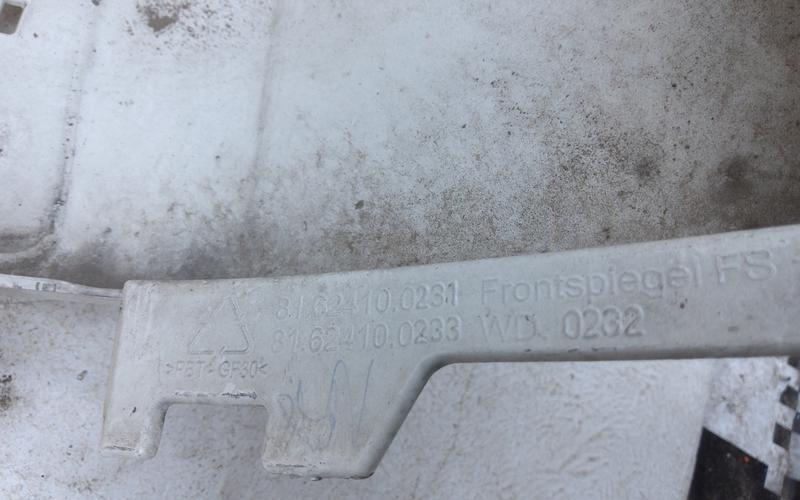 81.62410.0231 Frontspiegel FS
81.62410.0233 WD. 0232
>PBT-GF30<